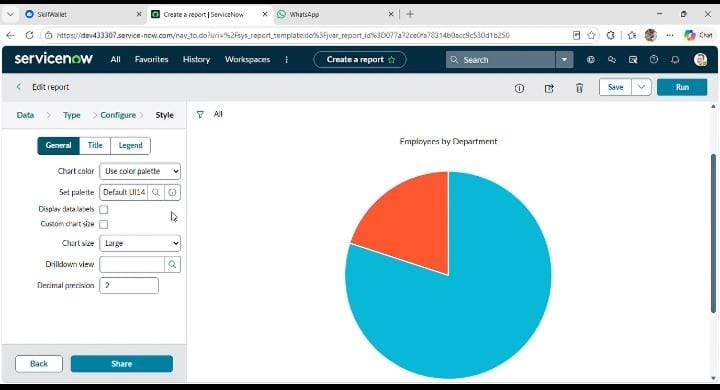 SkillWallet
Create a report | ServiceNow
WhatsApp
https://dev433307.service-now.com/nav_to.do?uri=%2Fsys_report_template.do%3Fjvar_report_id%3D077a72ce0fa78314b0acc9c530d1b250
Chat
servicenow
All
Favorites
History
Workspaces
Create a report
Search
Edit report
Save
Run
Data
Type
Configure
Style
All
General
Title
Legend
Employees by Department
Chart color
Use color palette
Set palette
Default UI14
Display data labels
Custom chart size
Chart size
Large
Drilldown view
Decimal precision
2
Back
Share